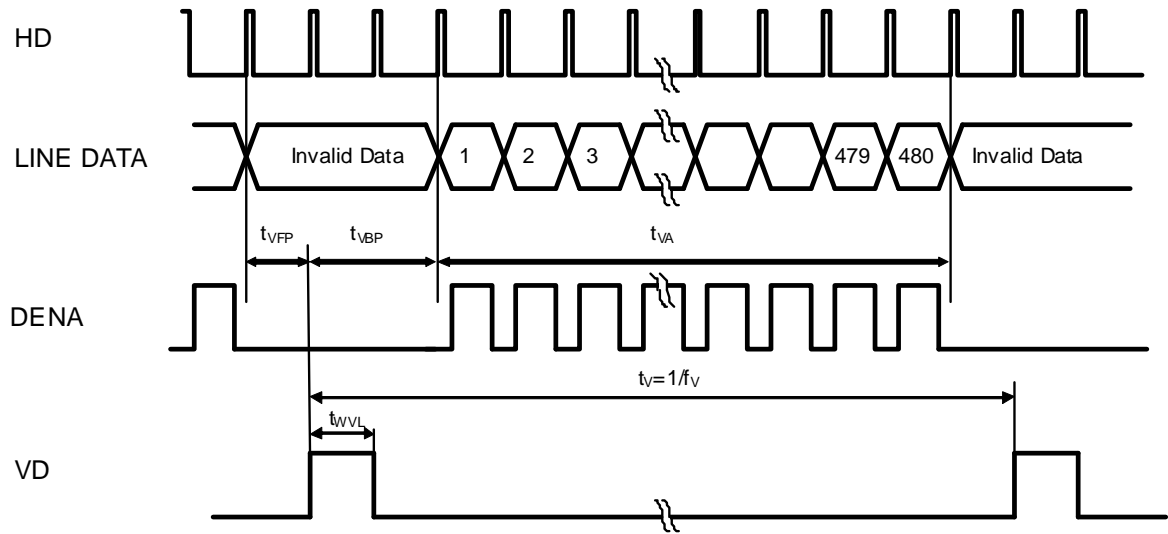 HD
LINE DATA
Invalid Data
1
2
3
479
480
Invalid Data
tVFP
tVBP
tVA
DENA
tV=1/fV
tWVL
VD